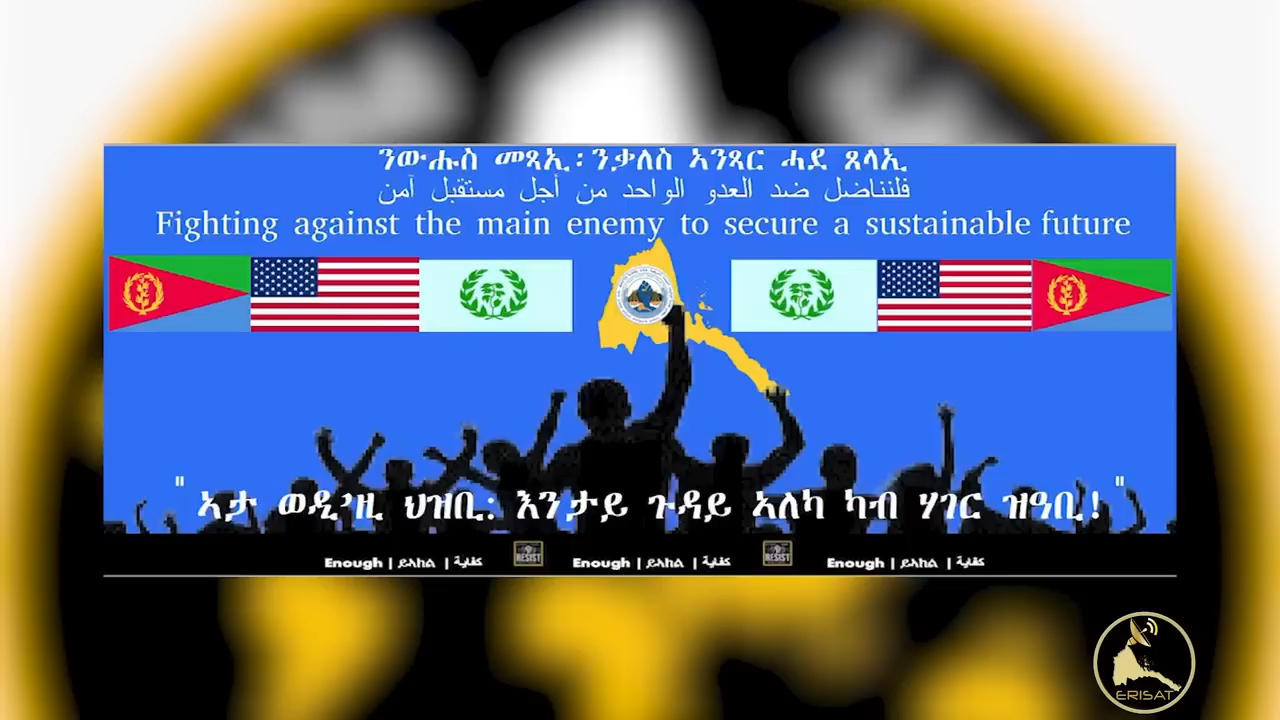 ንውሑስ መጻኢ፡ ንቃለስ ኣንጻር ሓደ ጸላኢ
فلنناضل ضد العدو الواحد من أجل مستقبل آمن
Fighting against the main enemy to secure a sustainable future
" ኣታ ወዲ'ዚ ህዝቢ: እንታይ ጉዳይ ኣለካ ካብ ሃገር ዝዓቢ! "
Enough | ይኣክል | كفاية RESIST Enough | ይኣክል | كفاية RESIST Enough | ይኣክል | كفاية
ERISAT